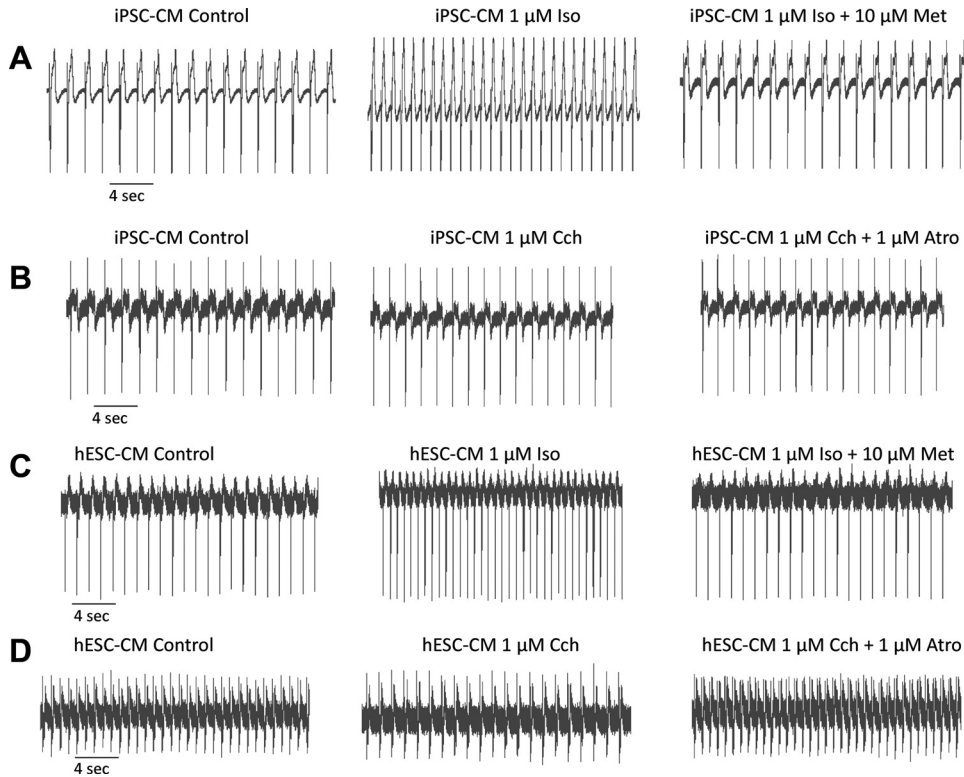 iPSC-CM Control
iPSC-CM 1 μM Iso
iPSC-CM 1 μM Iso + 10 μM Met
A
4 sec
iPSC-CM Control
iPSC-CM 1 μM Cch
iPSC-CM 1 μM Cch + 1 μM Atro
B
4 sec
hESC-CM Control
hESC-CM 1 μM Iso
hESC-CM 1 μM Iso + 10 μM Met
C
4 sec
hESC-CM Control
hESC-CM 1 μM Cch
hESC-CM 1 μM Cch + 1 μM Atro
D
4 sec